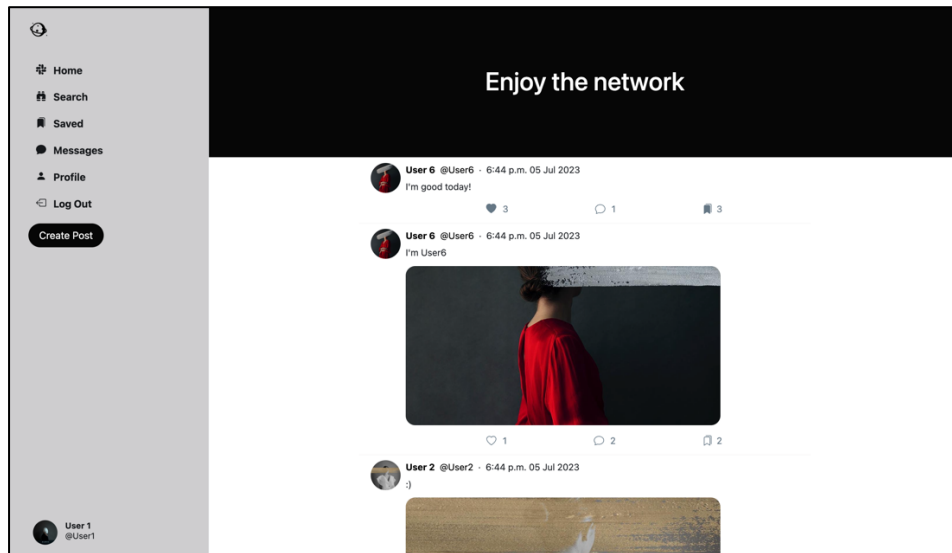 Home
Search
Saved
Messages
Profile
Log Out
Create Post
User 1
@User1
Enjoy the network
User 6 @User6 · 6:44 p.m. 05 Jul 2023
I'm good today!
3 1 3
User 6 @User6 · 6:44 p.m. 05 Jul 2023
I'm User6
1 2 2
User 2 @User2 · 6:44 p.m. 05 Jul 2023
:)